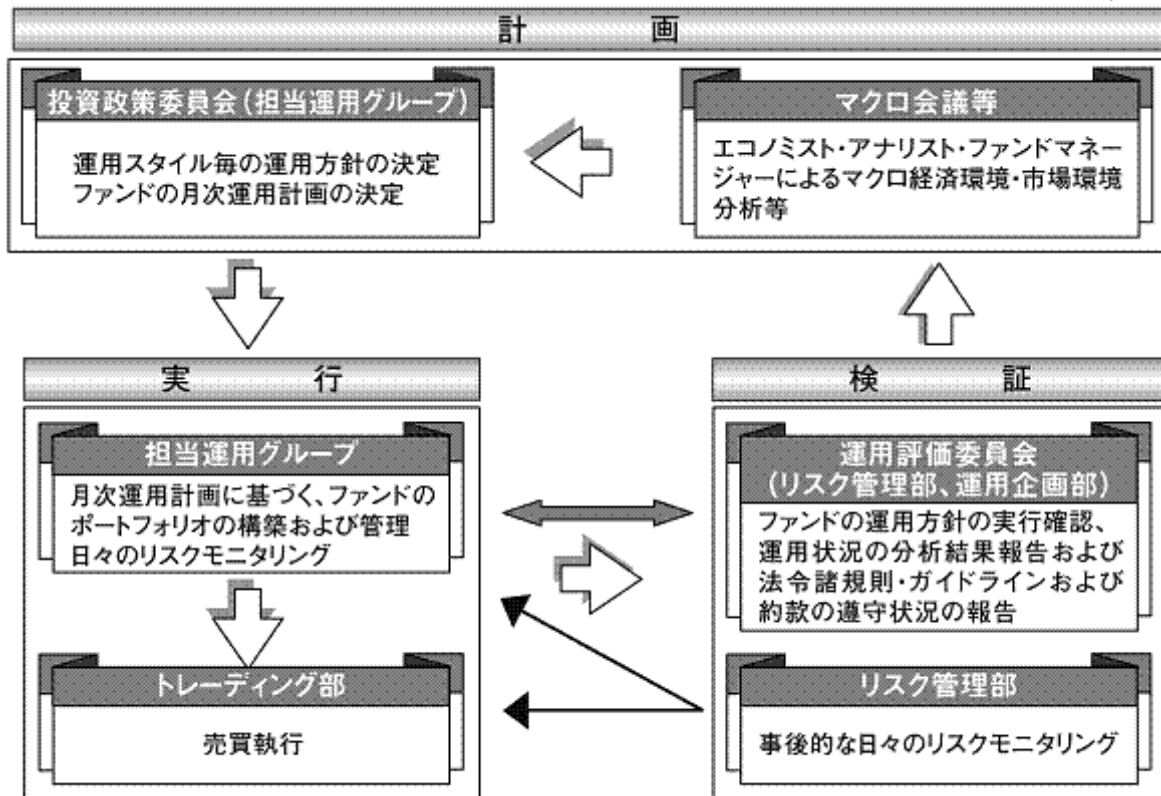 計画
投資政策委員会(担当運用グループ)
運用スタイル毎の運用方針の決定
ファンドの月次運用計画の決定
マクロ会議等
エコノミスト・アナリスト・ファンドマネー
ジャーによるマクロ経済環境・市場環境
分析等
実行
担当運用グループ
月次運用計画に基づく、ファンドの
ポートフォリオの構築および管理
日々のリスクモニタリング
トレーディング部
売買執行
検証
運用評価委員会
(リスク管理部、運用企画部)
ファンドの運用方針の実行確認、
運用状況の分析結果報告および
法令諸規則・ガイドラインおよび
約款の遵守状況の報告
リスク管理部
事後的な日々のリスクモニタリング